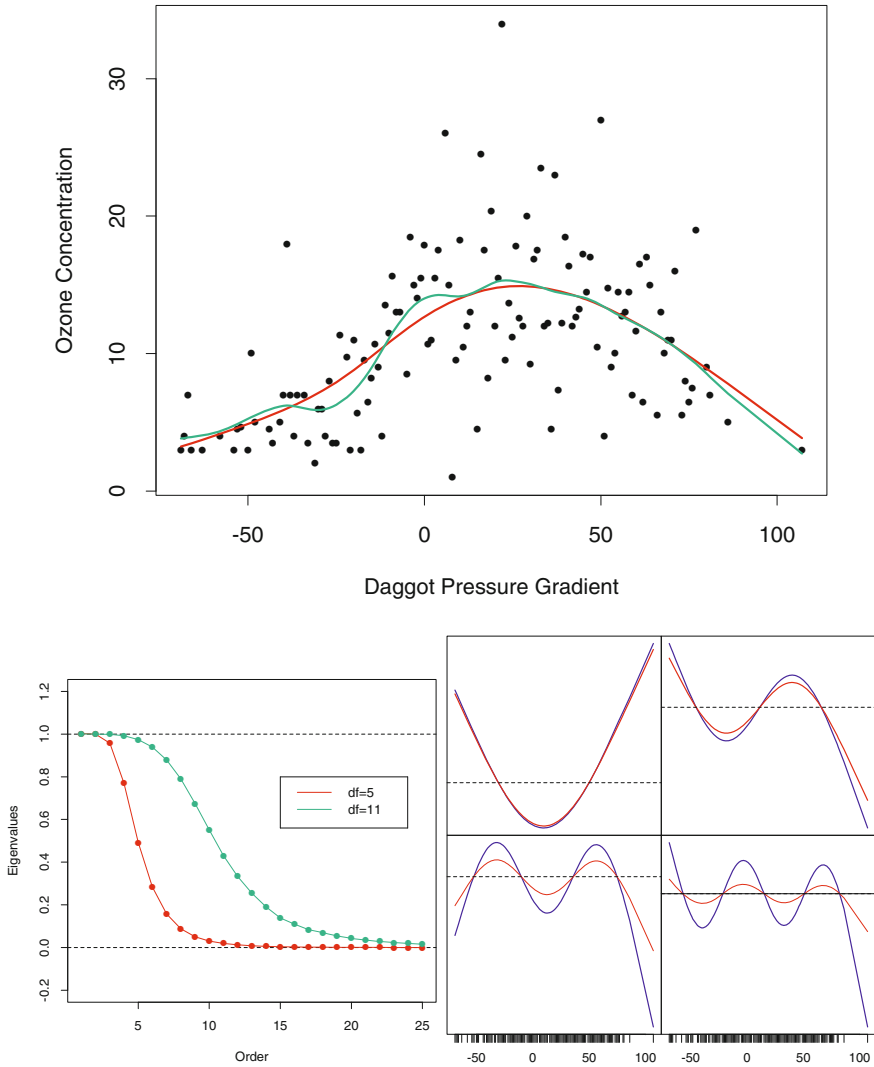 30
20
10
0
Ozone Concentration
-50 0 50 100
Daggot Pressure Gradient
1.2
1.0
0.8
0.6
0.4
0.2
0.0
-0.2
Eigenvalues
df=5
df=11
5 10 15 20 25
Order
-50 0 50 100 -50 0 50 100